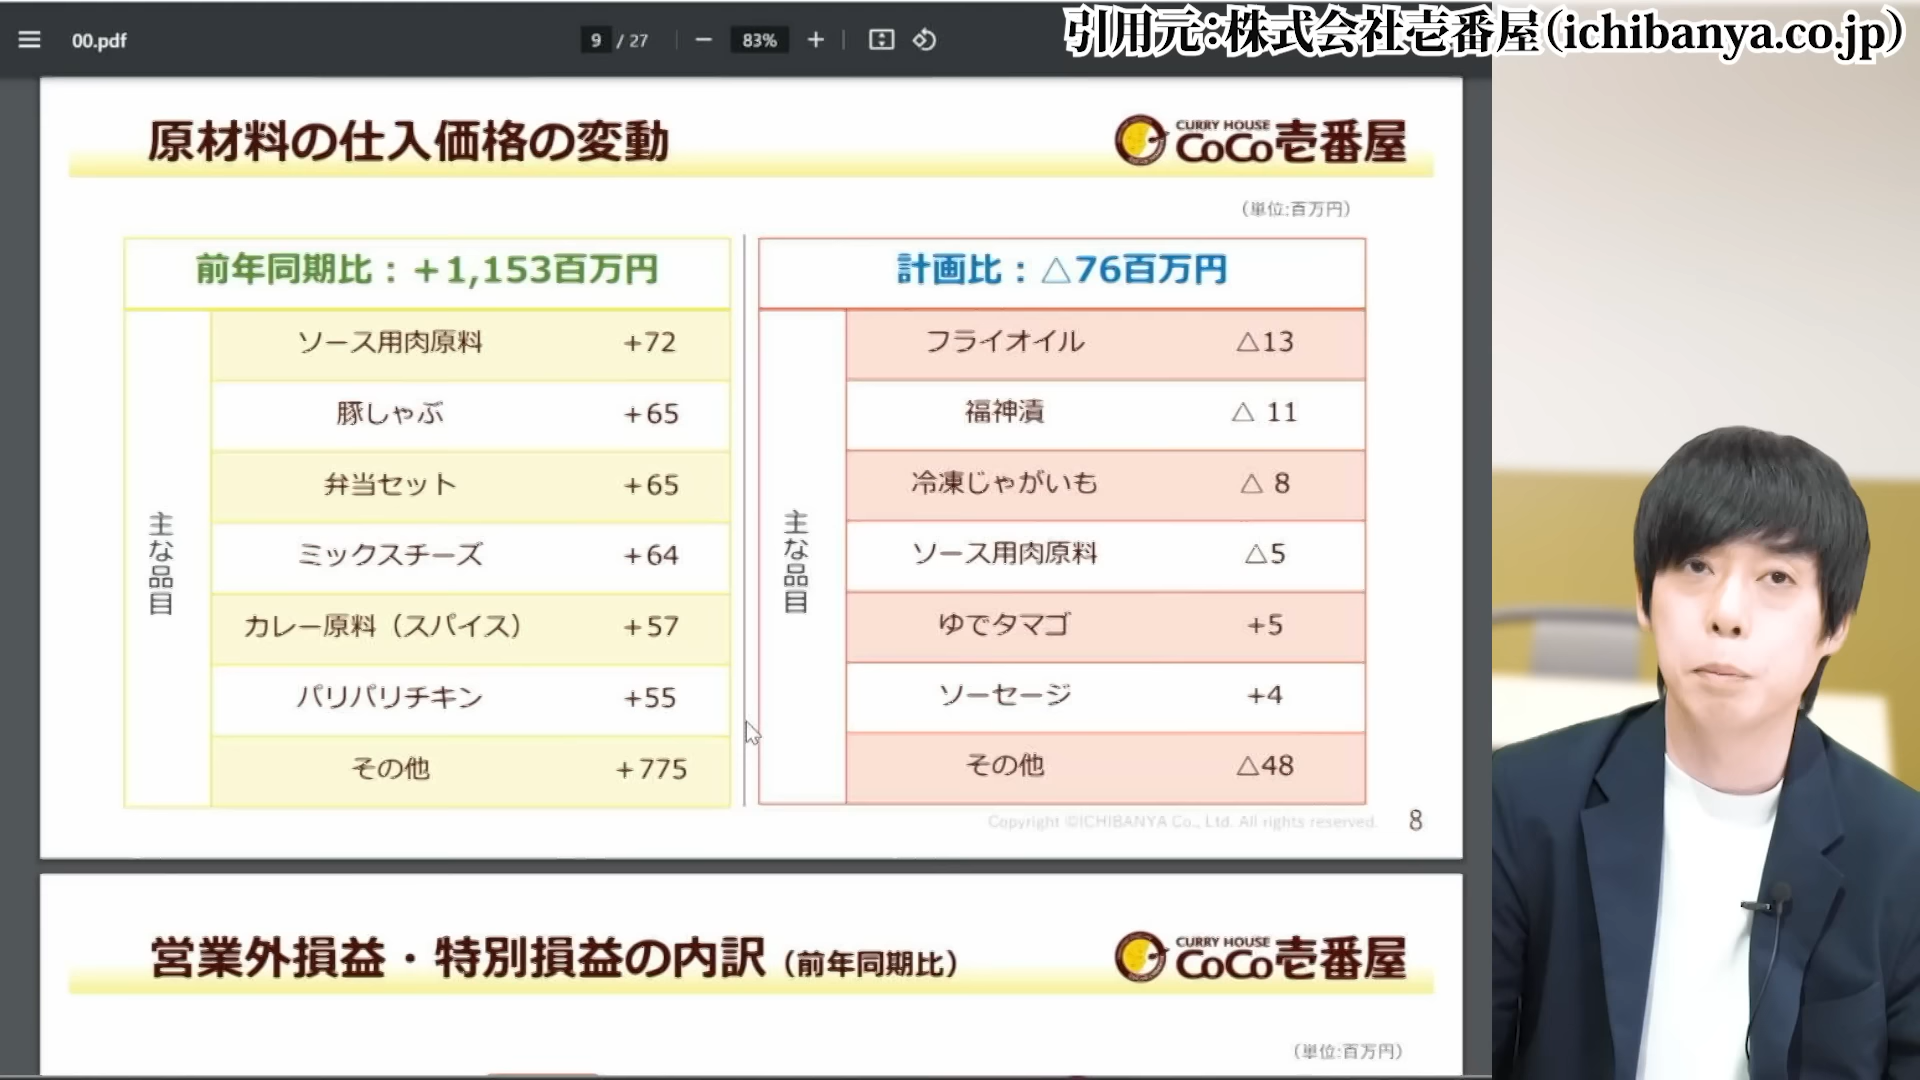 00.pdf
9 / 27
83%
引用元:株式会社壱番屋(ichibanya.co.jp)
原材料の仕入価格の変動
CURRY HOUSE
CoCo壱番屋
(単位:百万円)
前年同期比:+1,153百万円
主な品目
ソース用肉原料 +72
豚しゃぶ +65
弁当セット +65
ミックスチーズ +64
カレー原料(スパイス) +57
パリパリチキン +55
その他 +775
計画比:△76百万円
主な品目
フライオイル △13
福神漬 △ 11
冷凍じゃがいも △ 8
ソース用肉原料 △5
ゆでタマゴ +5
ソーセージ +4
その他 △48
Copyright ©ICHIBANYA Co., Ltd. All rights reserved.
8
営業外損益・特別損益の内訳(前年同期比)
CURRY HOUSE
CoCo壱番屋
(単位:百万円)